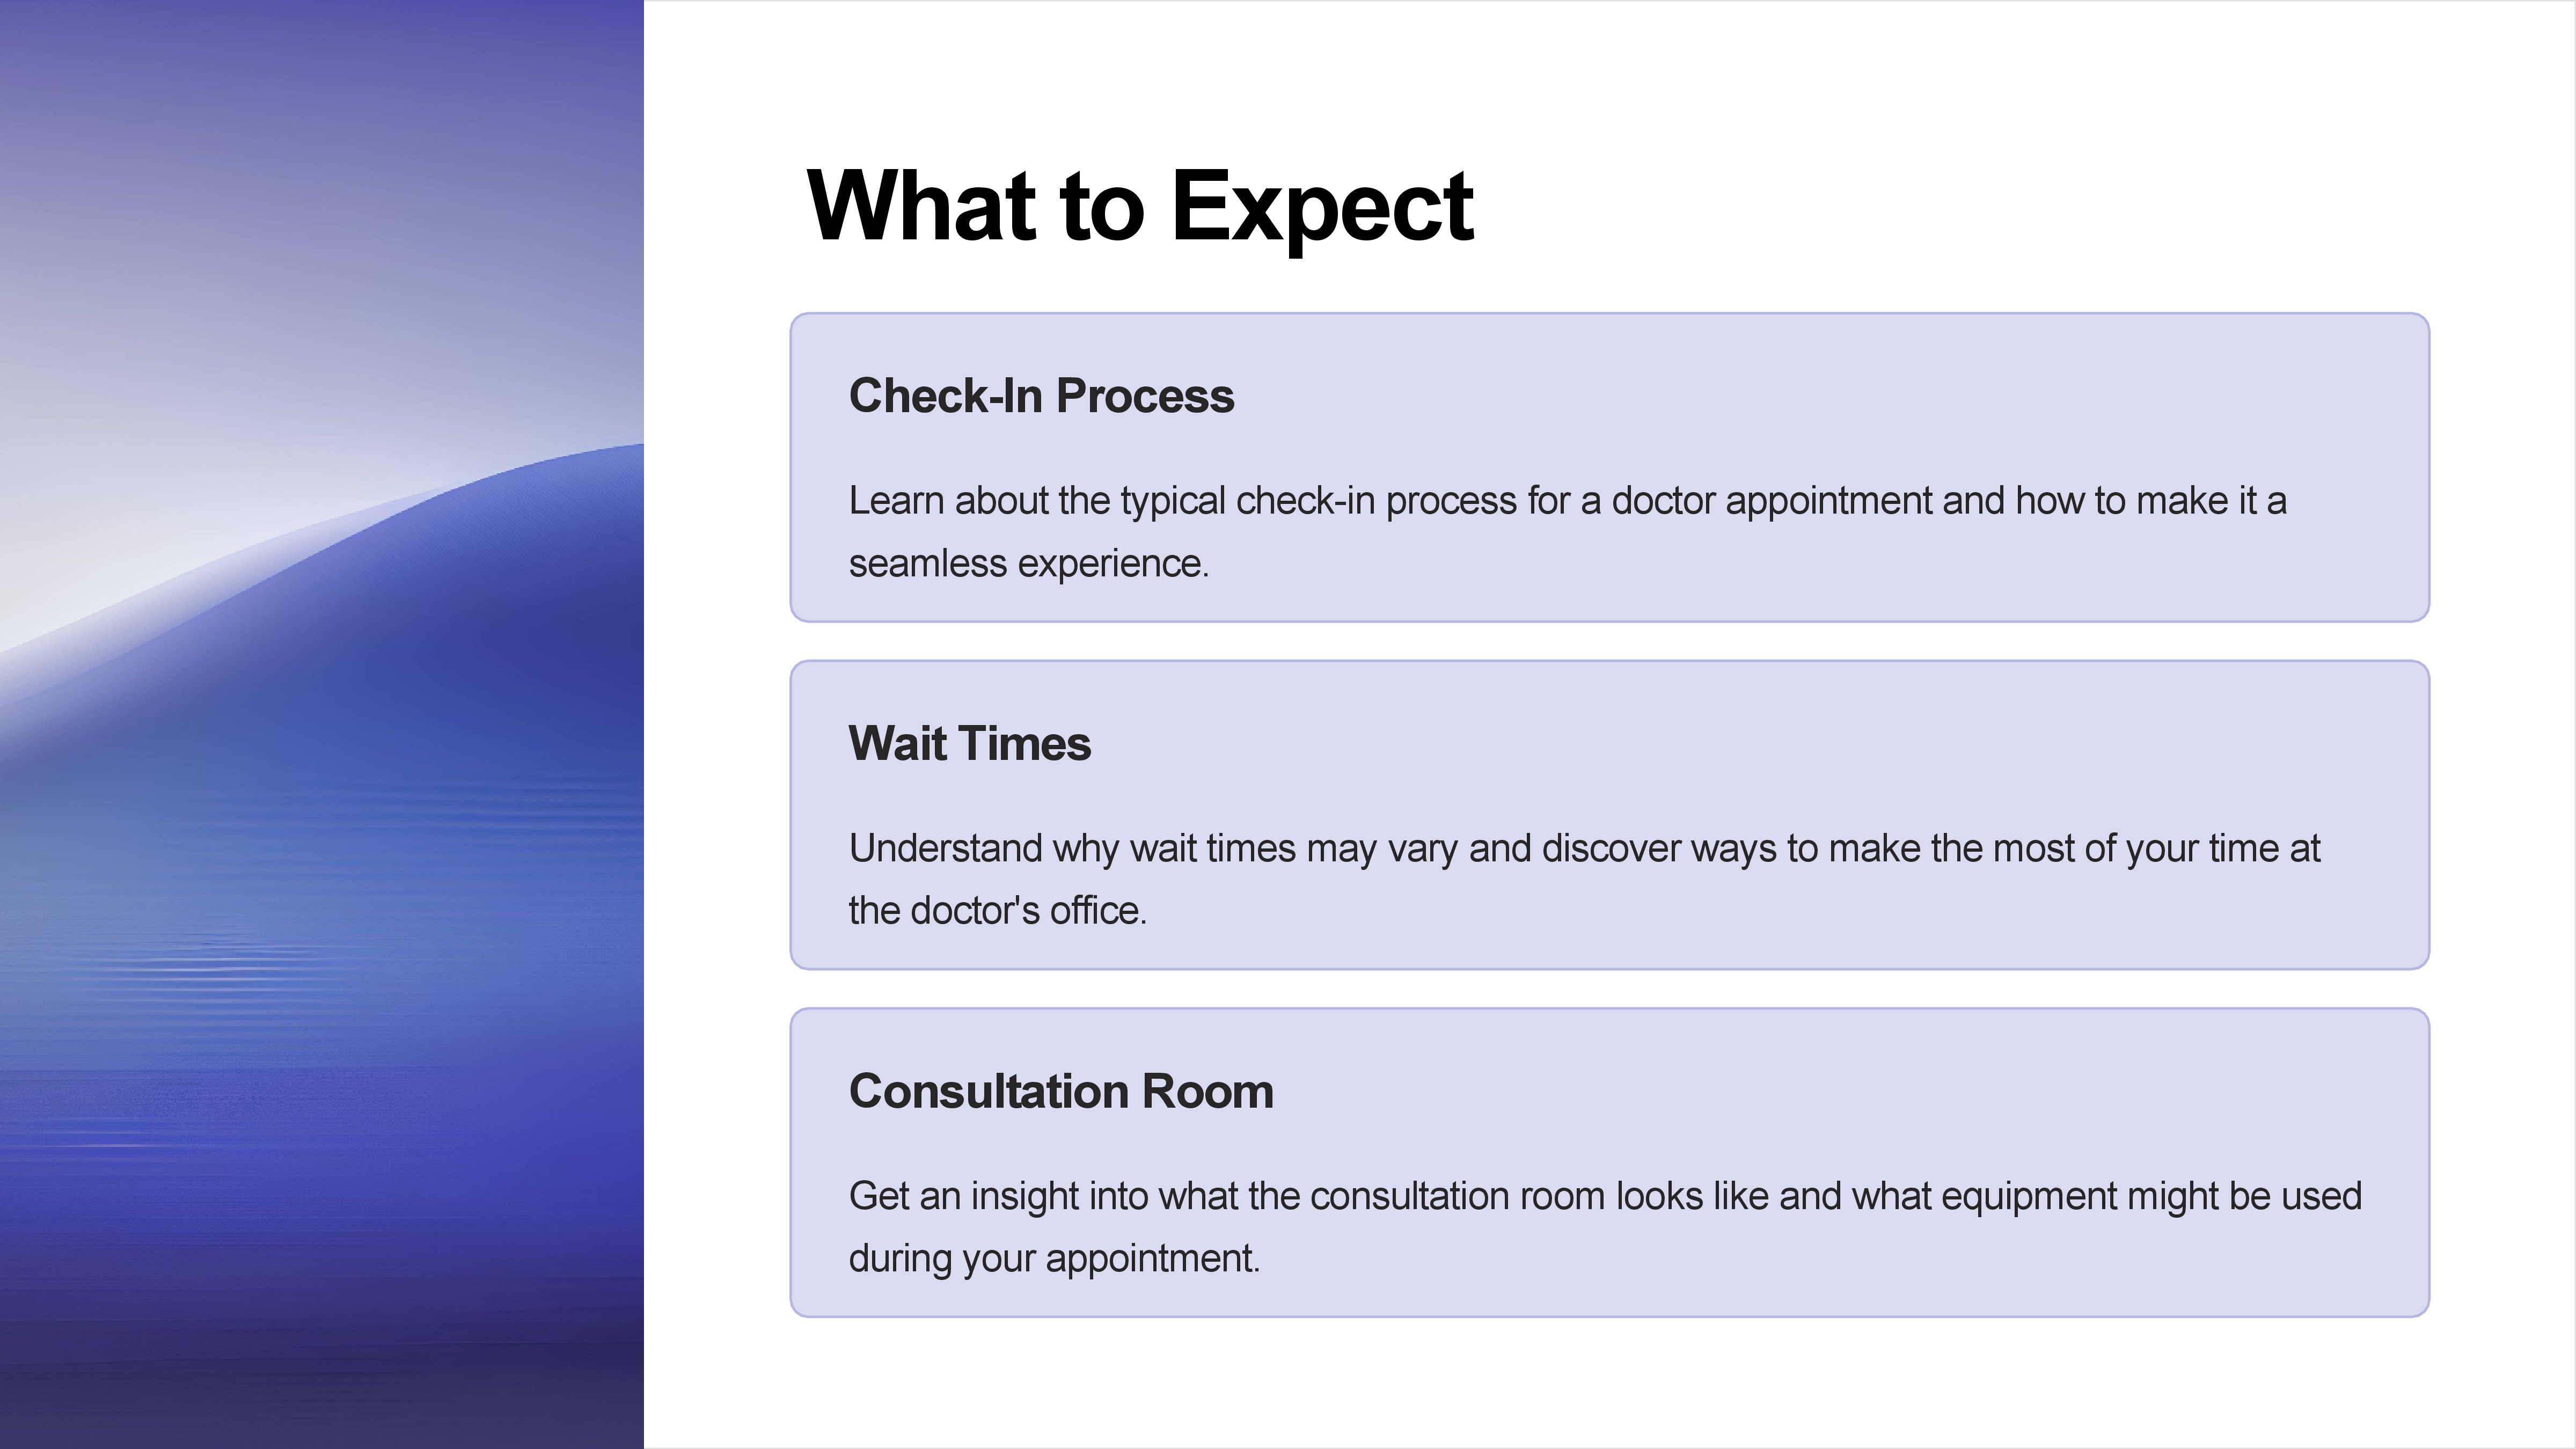 What to Expect
Check-In Process
Learn about the typical check-in process for a doctor appointment and how to make it a
seamless experience.
Wait Times
Understand why wait times may vary and discover ways to make the most of your time at
the doctor's office.
Consultation Room
Get an insight into what the consultation room looks like and what equipment might be used
during your appointment.